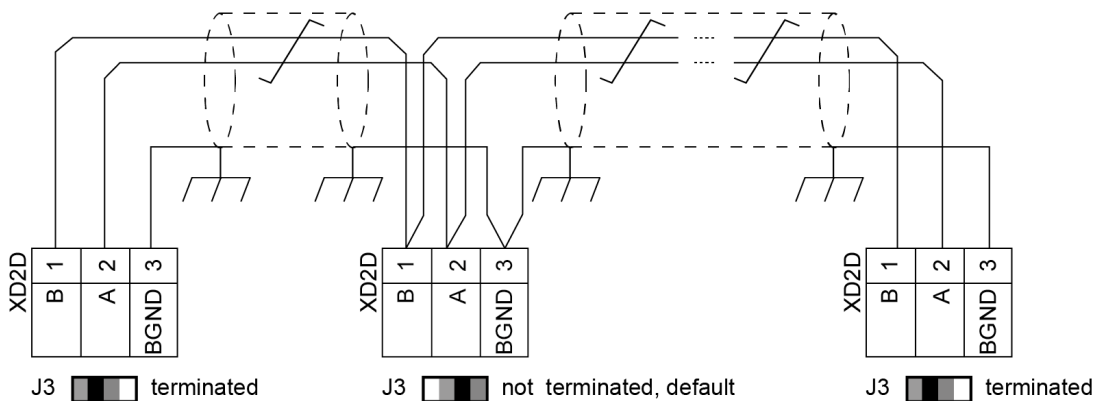 XD2D 1 2 3 XD2D 1 2 3 XD2D 1 2 3
B A BGND B A BGND B A BGND
J3 terminated J3 not terminated, default J3 terminated